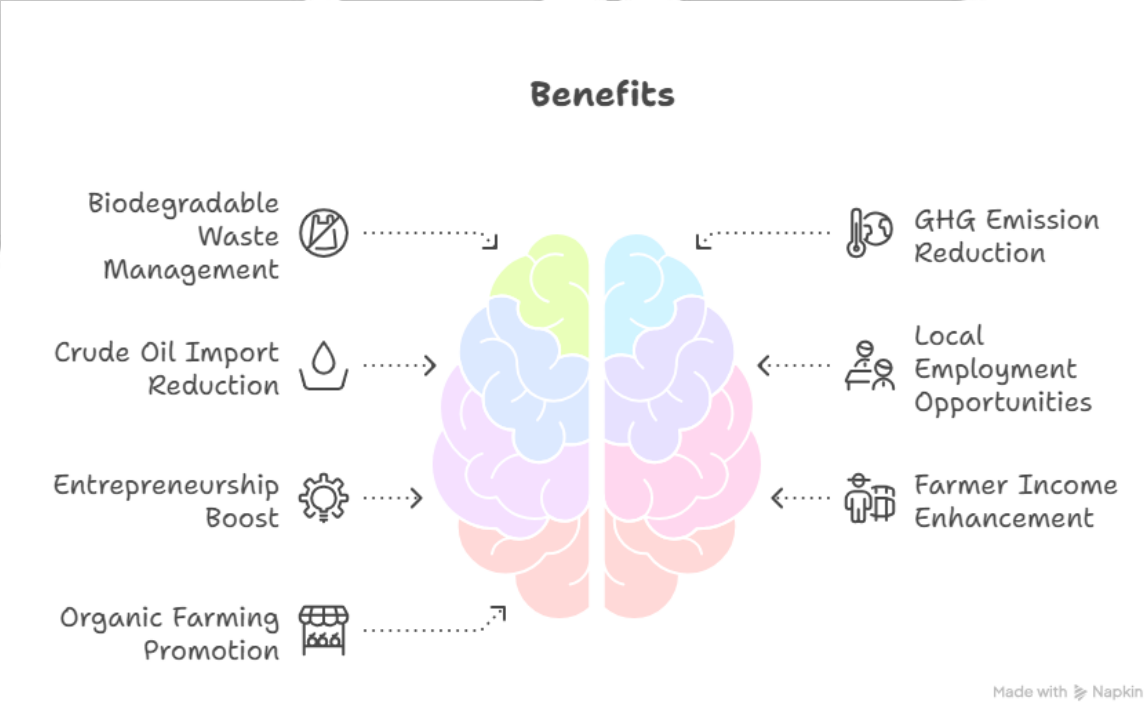 Benefits
Biodegradable
Waste
Management
Crude Oil Import
Reduction
Entrepreneurship
Boost
Organic Farming
Promotion
GHG Emission
Reduction
Local
Employment
Opportunities
Farmer Income
Enhancement
Made with Napkin